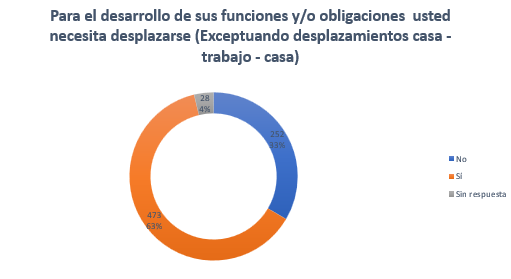 Para el desarrollo de sus funciones y/o obligaciones usted
necesita desplazarse (Exceptuando desplazamientos casa -
trabajo - casa)
28
4%
252
33%
No
Sí
Sin respuesta
473
63%